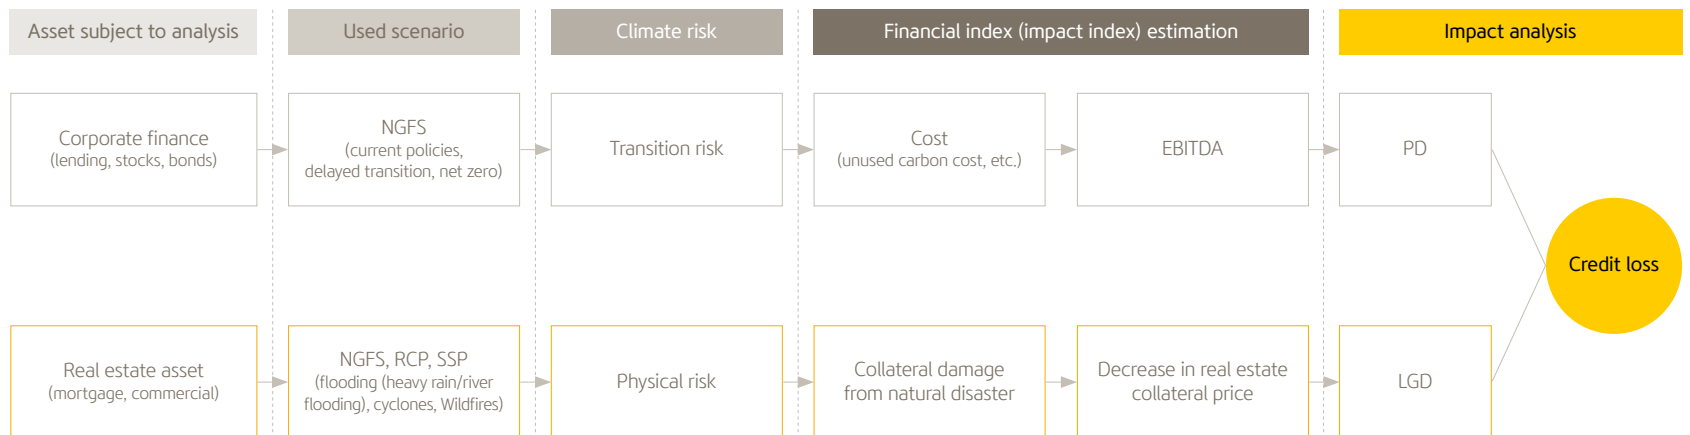 Asset subject to analysis
Used scenario
Climate risk
Financial index (impact index) estimation
Impact analysis
Corporate finance
(lending, stocks, bonds)
NGFS
(current policies,
delayed transition, net zero)
Transition risk
Cost
(unused carbon cost, etc.)
EBITDA
PD
Credit loss
Real estate asset
(mortgage, commercial)
NGFS, RCP, SSP
(flooding (heavy rain/river
flooding), cyclones, Wildfires)
Physical risk
Collateral damage
from natural disaster
Decrease in real estate
collateral price
LGD